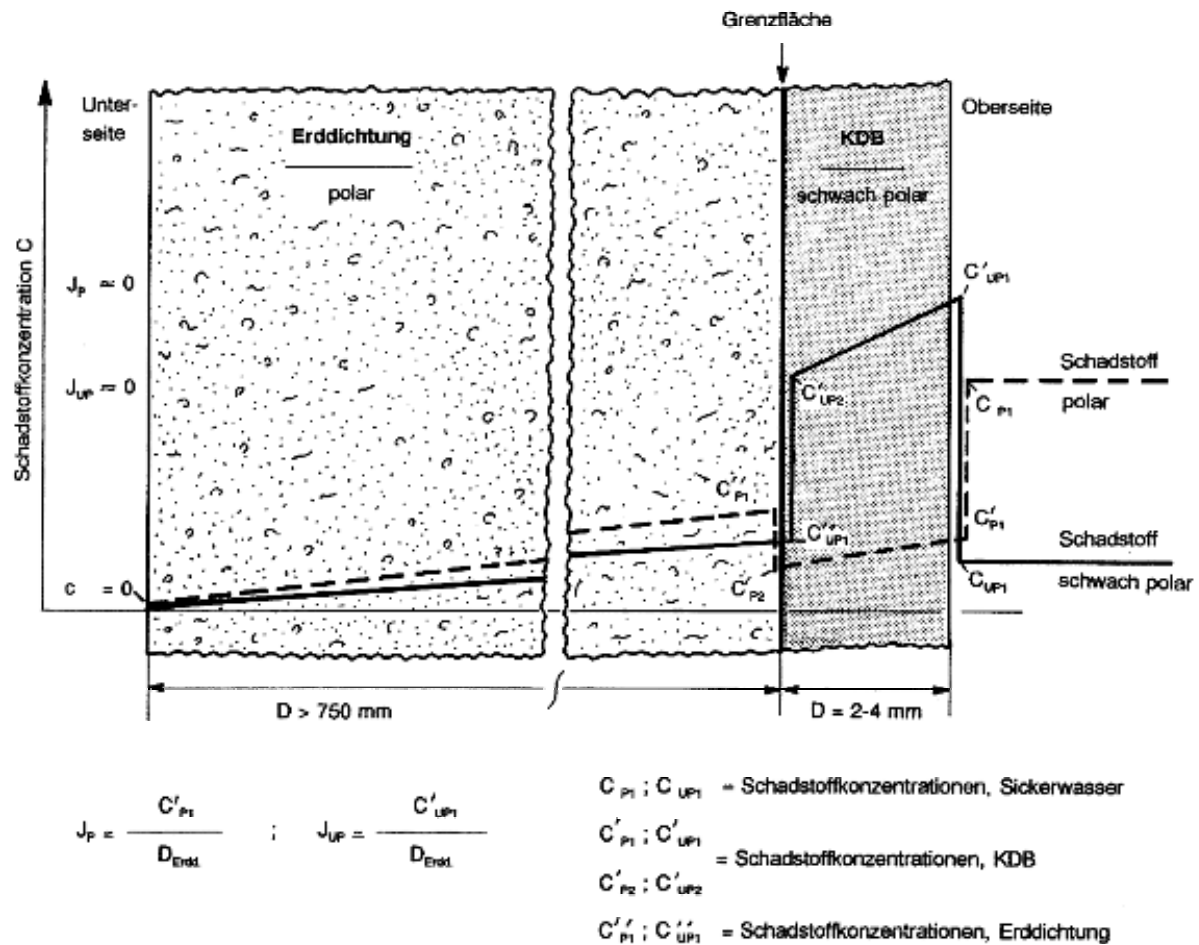 Grenzfläche
Unter-
seite
Erddichtung
polar
KDB
schwach polar
Oberseite
Schadstoffkonzentration C
J_P ≃ 0
J_UP ≃ 0
c = 0
C'_UP1
C'_UP2
Schadstoff
polar
C_P1
C''_P1
C''_UP1
C'_P2
C'_P1
Schadstoff
schwach polar
C_UP1
D > 750 mm
D = 2-4 mm
J_P = C'_P1 / D_Erdd. ; J_UP = C'_UP1 / D_Erdd.
C_P1 ; C_UP1 = Schadstoffkonzentrationen, Sickerwasser
C'_P1 ; C'_UP1
= Schadstoffkonzentrationen, KDB
C'_P2 ; C'_UP2
C''_P1 ; C''_UP1 = Schadstoffkonzentrationen, Erddichtung